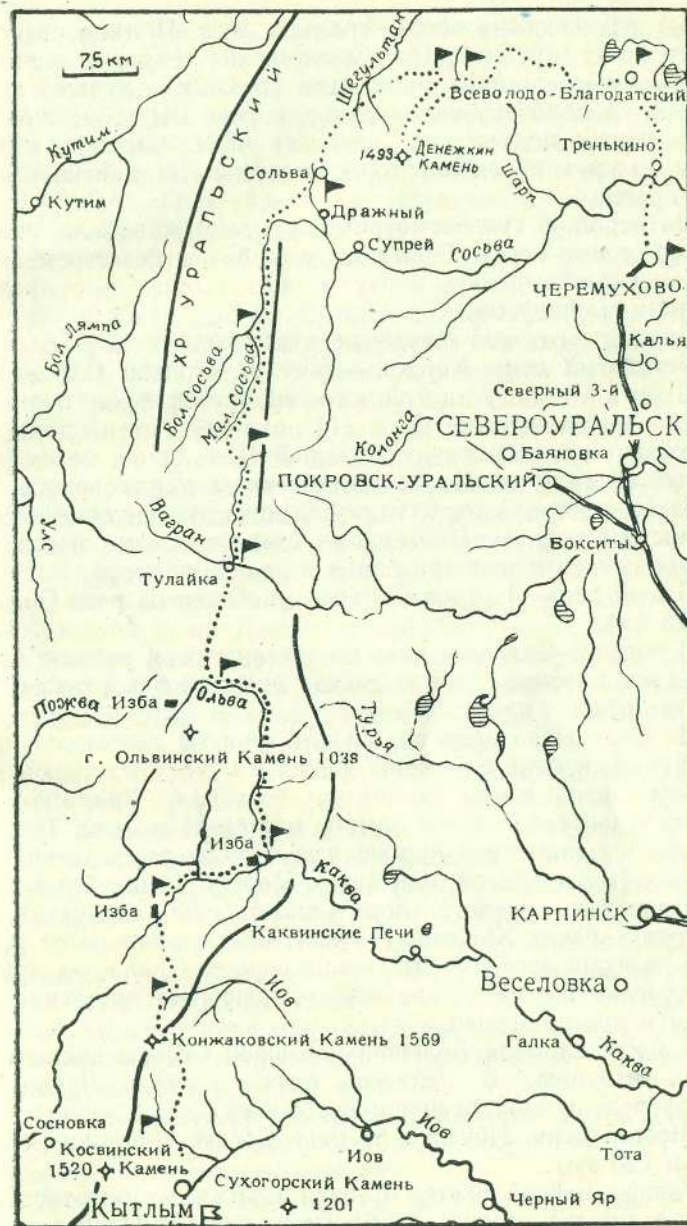 7,5 км
Шегультан
Всеволодо-Благодатский
Кутим
1493
Денежкин
Камень
Тренькино
Сольва
Шарп
Кутим
Дражный
Супрей
Сосьва
ХР УРАЛЬСКИЙ
ЧЕРЕМУХОВО
Бол. Лямпа
Калья
Бол Сосьва
Мал. Сосьва
Северный 3-й
СЕВЕРОУРАЛЬСК
Колонга
Баяновка
ПОКРОВСК-УРАЛЬСКИЙ
Улс
Вагран
Бокситы
Тулайка
Ольва
Пожва
Изба
Турья
г. Ольвинский Камень 1038
Изба
Каква
Изба
КАРПИНСК
Каквинские Печи
Иов
Веселовка
Конжаковский Камень 1569
Галка
Каква
Сосновка
Иов
Косвинский
1520
Камень
Иов
Тота
Сухогорский Камень
1201
Черный Яр
КЫТЛЫМ